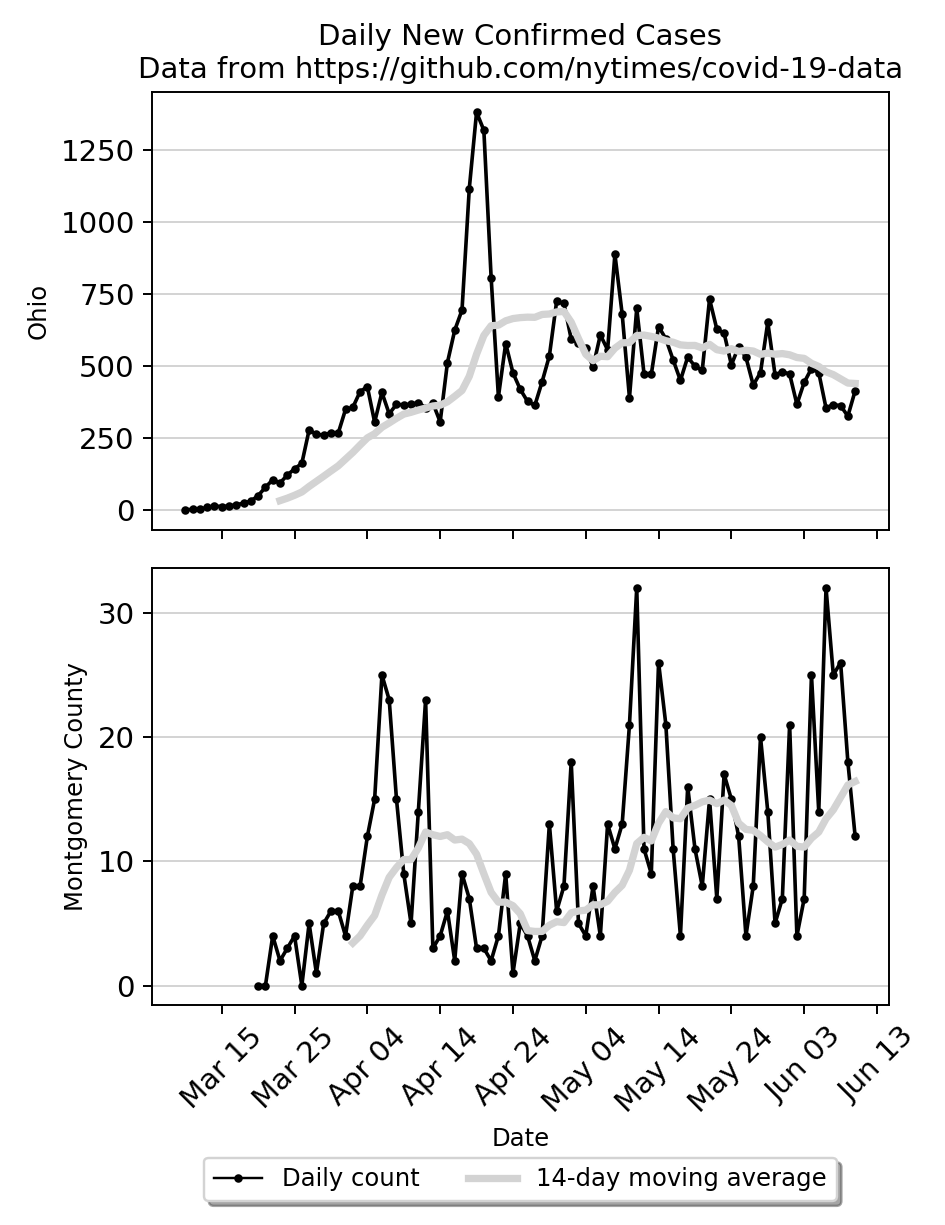 Daily New Confirmed Cases
Data from https://github.com/nytimes/covid-19-data
1250
1000
750
500
250
0
Ohio
30
20
10
0
Montgomery County
Mar 15
Mar 25
Apr 04
Apr 14
Apr 24
May 04
May 14
May 24
Jun 03
Jun 13
Date
Daily count
14-day moving average